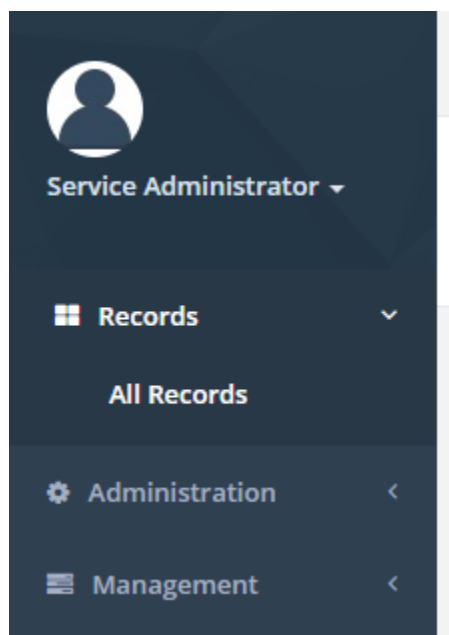 Service Administrator
Records
All Records
Administration
Management